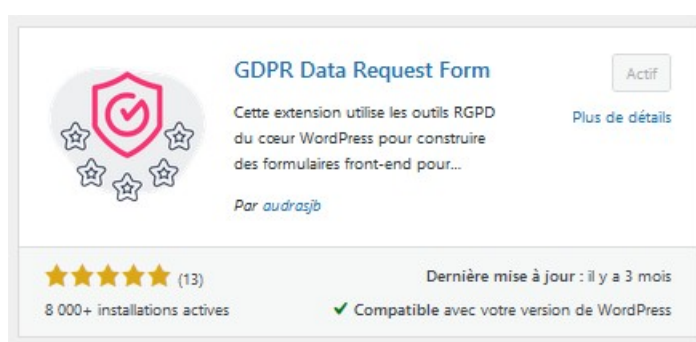 GDPR Data Request Form
Actif
Cette extension utilise les outils RGPD
Plus de détails
du cœur WordPress pour construire
des formulaires front-end pour...
Par audrasjb
(13)
Dernière mise à jour : il y a 3 mois
8 000+ installations actives
Compatible avec votre version de WordPress